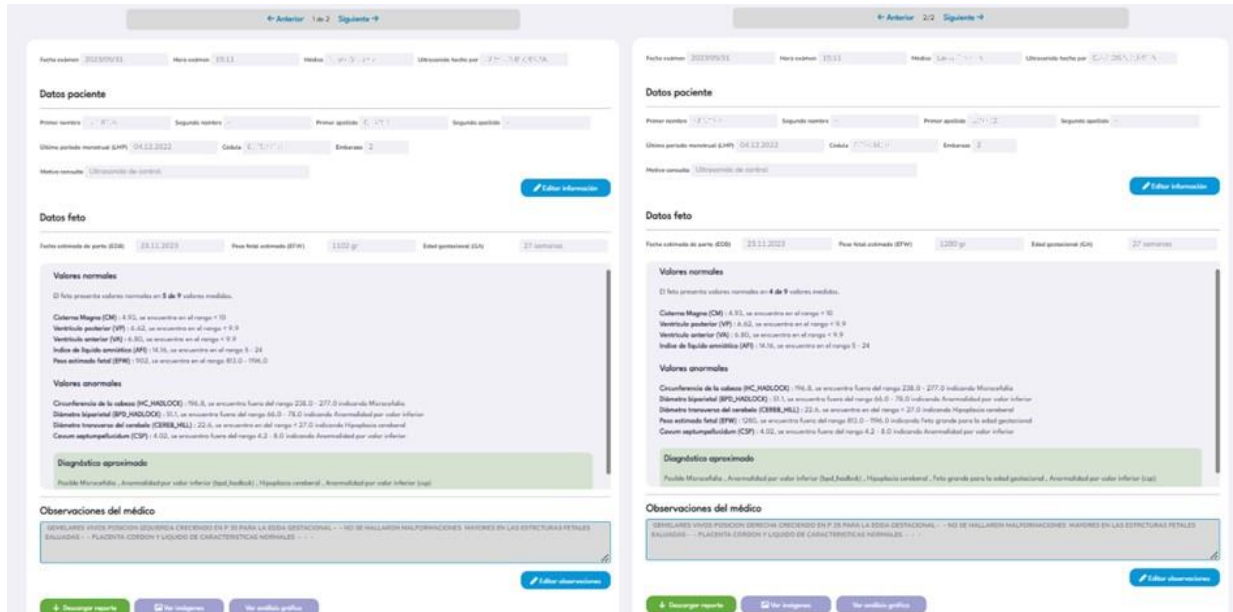 ← Anterior 1 de 2 Siguiente →
Fecha exámen 2023/09/31 Hora exámen 15:11 Médico Ultrasonido hecho por
Datos paciente
Primer nombre Segundo nombre - Primer apellido Segundo apellido -
Último periodo menstrual (LMP) 04.12.2022 Cédula Embarazo 2
Motivo consulta Ultrasonido de control
Editar información
Datos feto
Fecha estimada de parto (EDB) 23.11.2023 Peso fetal estimado (EFW) 1102 gr Edad gestacional (GA) 27 semanas
Valores normales
El feto presenta valores normales en 5 de 9 valores medidos.
Cisterna Magna (CM) : 4.93, se encuentra en el rango < 10
Ventrículo posterior (VP) : 6.62, se encuentra en el rango < 9.9
Ventrículo anterior (VA) : 6.80, se encuentra en el rango < 9.9
Indice de líquido amniótico (AFI) : 14.16, se encuentra en el rango 5 - 24
Peso estimado fetal (EFW) : 1102, se encuentra en el rango 812.0 - 1196.0
Valores anormales
Circunferencia de la cabeza (HC_HADLOCK) : 196.8, se encuentra fuera del rango 238.0 - 277.0 indicando Microcefalia
Diámetro biparietal (BPD_HADLOCK) : 51.1, se encuentra fuera del rango 66.0 - 78.0 indicando Anormalidad por valor inferior
Diámetro transverso del cerebelo (CEREB_HILL) : 22.6, se encuentra en el rango < 27.0 indicando Hipoplasia cereberal
Cavum septumpellucidum (CSP) : 4.02, se encuentra fuera del rango 4.2 - 8.0 indicando Anormalidad por valor inferior
Diagnóstico aproximado
Posible Microcefalia , Anormalidad por valor inferior (bpd_hadlock) , Hipoplasia cereberal , Anormalidad por valor inferior (csp)
Observaciones del médico
GEMELARES VIVOS POSICION IZQUIERDA CRECIENDO EN P 35 PARA LA EDDA GESTACIONAL - - NO SE HALLARON MALFORMACIONES MAYORES EN LAS ESTRCTURAS FETALES
EALUADAS - - PLACENTA CORDON Y LIQUIDO DE CARACTERISTICAS NORMALES - - -
Editar observaciones
Descargar reporte Ver imágenes Ver análisis gráfico
← Anterior 2/2 Siguiente →
Fecha exámen 2023/09/31 Hora exámen 15:11 Médico Ultrasonido hecho por
Datos paciente
Primer nombre Segundo nombre - Primer apellido Segundo apellido -
Último periodo menstrual (LMP) 04.12.2022 Cédula Embarazo 2
Motivo consulta Ultrasonido de control
Editar información
Datos feto
Fecha estimada de parto (EDB) 23.11.2023 Peso fetal estimado (EFW) 1280 gr Edad gestacional (GA) 27 semanas
Valores normales
El feto presenta valores normales en 4 de 9 valores medidos.
Cisterna Magna (CM) : 4.93, se encuentra en el rango < 10
Ventrículo posterior (VP) : 6.62, se encuentra en el rango < 9.9
Ventrículo anterior (VA) : 6.80, se encuentra en el rango < 9.9
Indice de líquido amniótico (AFI) : 14.16, se encuentra en el rango 5 - 24
Valores anormales
Circunferencia de la cabeza (HC_HADLOCK) : 196.8, se encuentra fuera del rango 238.0 - 277.0 indicando Microcefalia
Diámetro biparietal (BPD_HADLOCK) : 51.1, se encuentra fuera del rango 66.0 - 78.0 indicando Anormalidad por valor inferior
Diámetro transverso del cerebelo (CEREB_HILL) : 22.6, se encuentra en el rango < 27.0 indicando Hipoplasia cereberal
Peso estimado fetal (EFW) : 1280, se encuentra fuera del rango 812.0 - 1196.0 indicando Feto grande para la edad gestacional
Cavum septumpellucidum (CSP) : 4.02, se encuentra fuera del rango 4.2 - 8.0 indicando Anormalidad por valor inferior
Diagnóstico aproximado
Posible Microcefalia , Anormalidad por valor inferior (bpd_hadlock) , Hipoplasia cereberal , Feto grande para la edad gestacional , Anormalidad por valor inferior (csp)
Observaciones del médico
GEMELARES VIVOS POSICION DERECHA CRECIENDO EN P 35 PARA LA EDDA GESTACIONAL - - NO SE HALLARON MALFORMACIONES MAYORES EN LAS ESTRCTURAS FETALES
EALUADAS - - PLACENTA CORDON Y LIQUIDO DE CARACTERISTICAS NORMALES - - -
Editar observaciones
Descargar reporte Ver imágenes Ver análisis gráfico